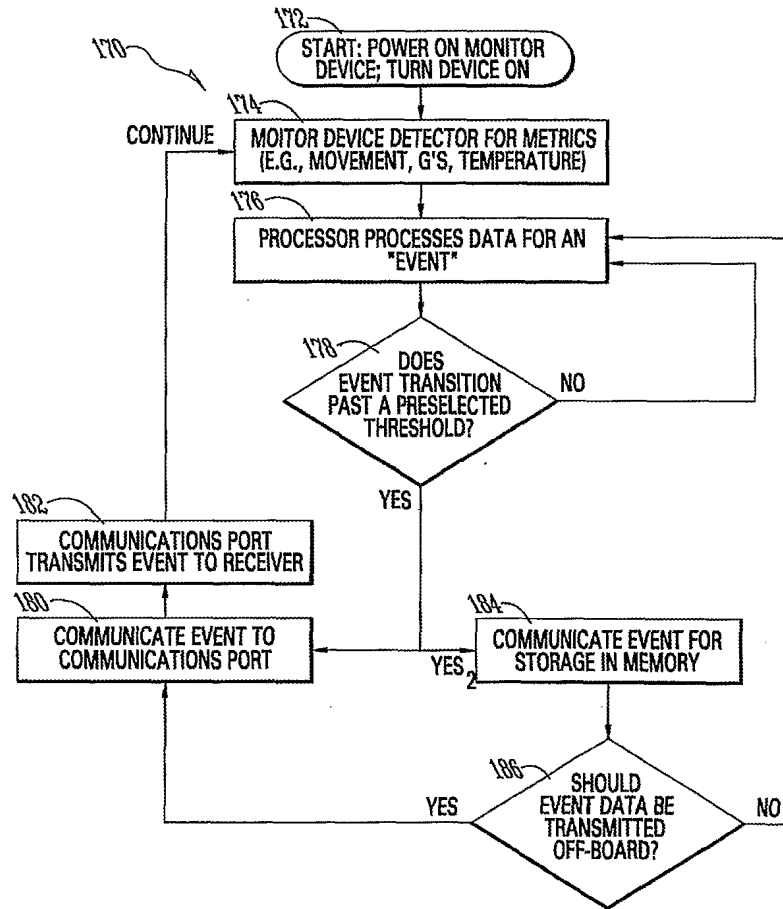 172
START: POWER ON MONITOR
DEVICE; TURN DEVICE ON
170
174
CONTINUE
MOITOR DEVICE DETECTOR FOR METRICS
(E.G., MOVEMENT, G'S, TEMPERATURE)
176
PROCESSOR PROCESSES DATA FOR AN
"EVENT"
178
DOES
EVENT TRANSITION
PAST A PRESELECTED
THRESHOLD?
NO
YES
182
COMMUNICATIONS PORT
TRANSMITS EVENT TO RECEIVER
180
COMMUNICATE EVENT TO
COMMUNICATIONS PORT
YES2
184
COMMUNICATE EVENT FOR
STORAGE IN MEMORY
186
SHOULD
EVENT DATA BE
TRANSMITTED
OFF-BOARD?
YES
NO